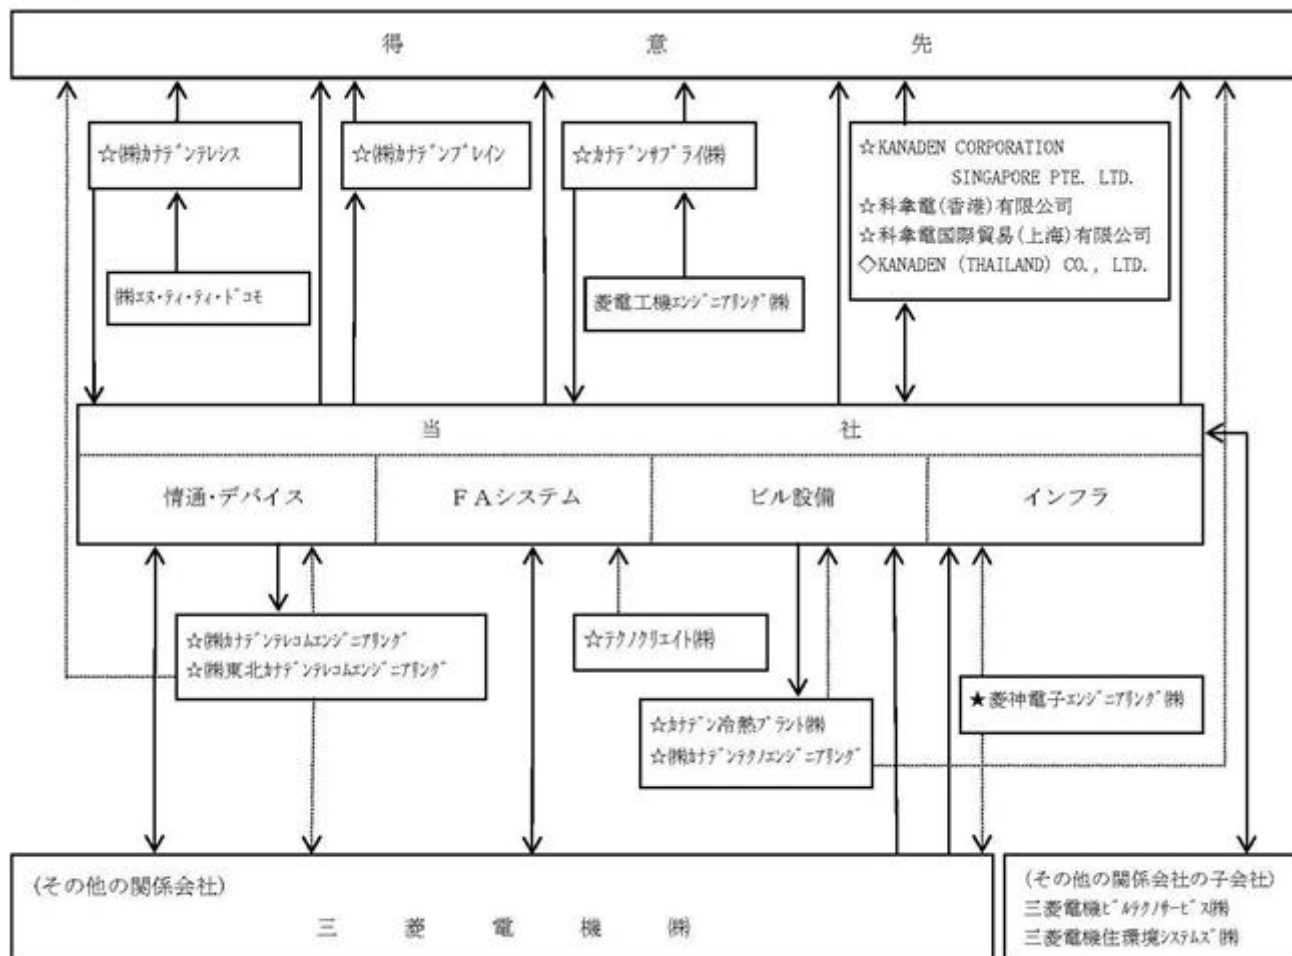 得意先
☆㈱ｶﾅﾃﾞﾝﾃﾚｼｽ
☆㈱ｶﾅﾃﾞﾝﾌﾞﾚｲﾝ
☆ｶﾅﾃﾞﾝｻﾌﾟﾗｲ㈱
☆KANADEN CORPORATION
SINGAPORE PTE. LTD.
☆科拿電(香港)有限公司
☆科拿電国際貿易(上海)有限公司
◇KANADEN (THAILAND) CO., LTD.
㈱ｴﾇ･ﾃｨ･ﾃｨ･ﾄﾞｺﾓ
菱電工機ｴﾝｼﾞﾆｱﾘﾝｸﾞ㈱
当社
情通･デバイス
ＦＡシステム
ビル設備
インフラ
☆㈱ｶﾅﾃﾞﾝﾃﾚｺﾑｴﾝｼﾞﾆｱﾘﾝｸﾞ
☆㈱東北ｶﾅﾃﾞﾝﾃﾚｺﾑｴﾝｼﾞﾆｱﾘﾝｸﾞ
☆ﾃｸﾉｸﾘｴｲﾄ㈱
★菱神電子ｴﾝｼﾞﾆｱﾘﾝｸﾞ㈱
☆ｶﾅﾃﾞﾝ冷熱ﾌﾟﾗﾝﾄ㈱
☆㈱ｶﾅﾃﾞﾝﾃｸﾉｴﾝｼﾞﾆｱﾘﾝｸﾞ
(その他の関係会社)
三菱電機㈱
(その他の関係会社の子会社)
三菱電機ﾋﾞﾙﾃｸﾉｻｰﾋﾞｽ㈱
三菱電機住環境ｼｽﾃﾑｽﾞ㈱